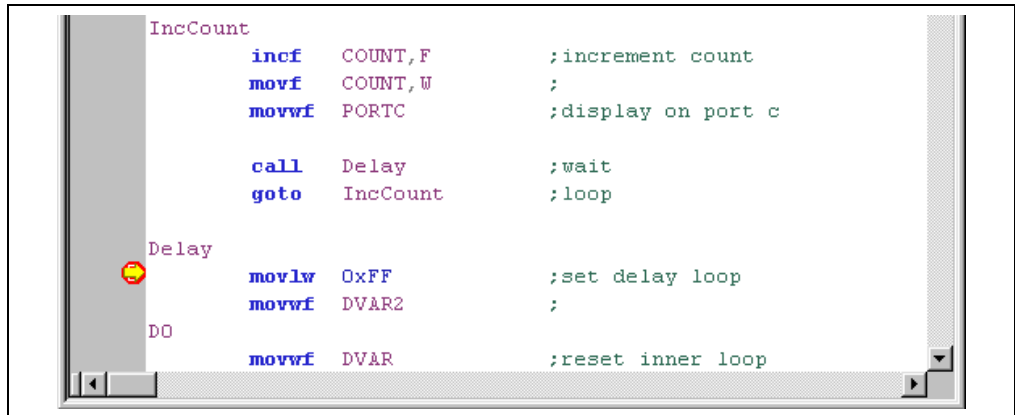 IncCount
incf COUNT,F ;increment count
movf COUNT,W ;
movwf PORTC ;display on port c
call Delay ;wait
goto IncCount ;loop
Delay
movlw 0xFF ;set delay loop
movwf DVAR2 ;
D0
movwf DVAR ;reset inner loop